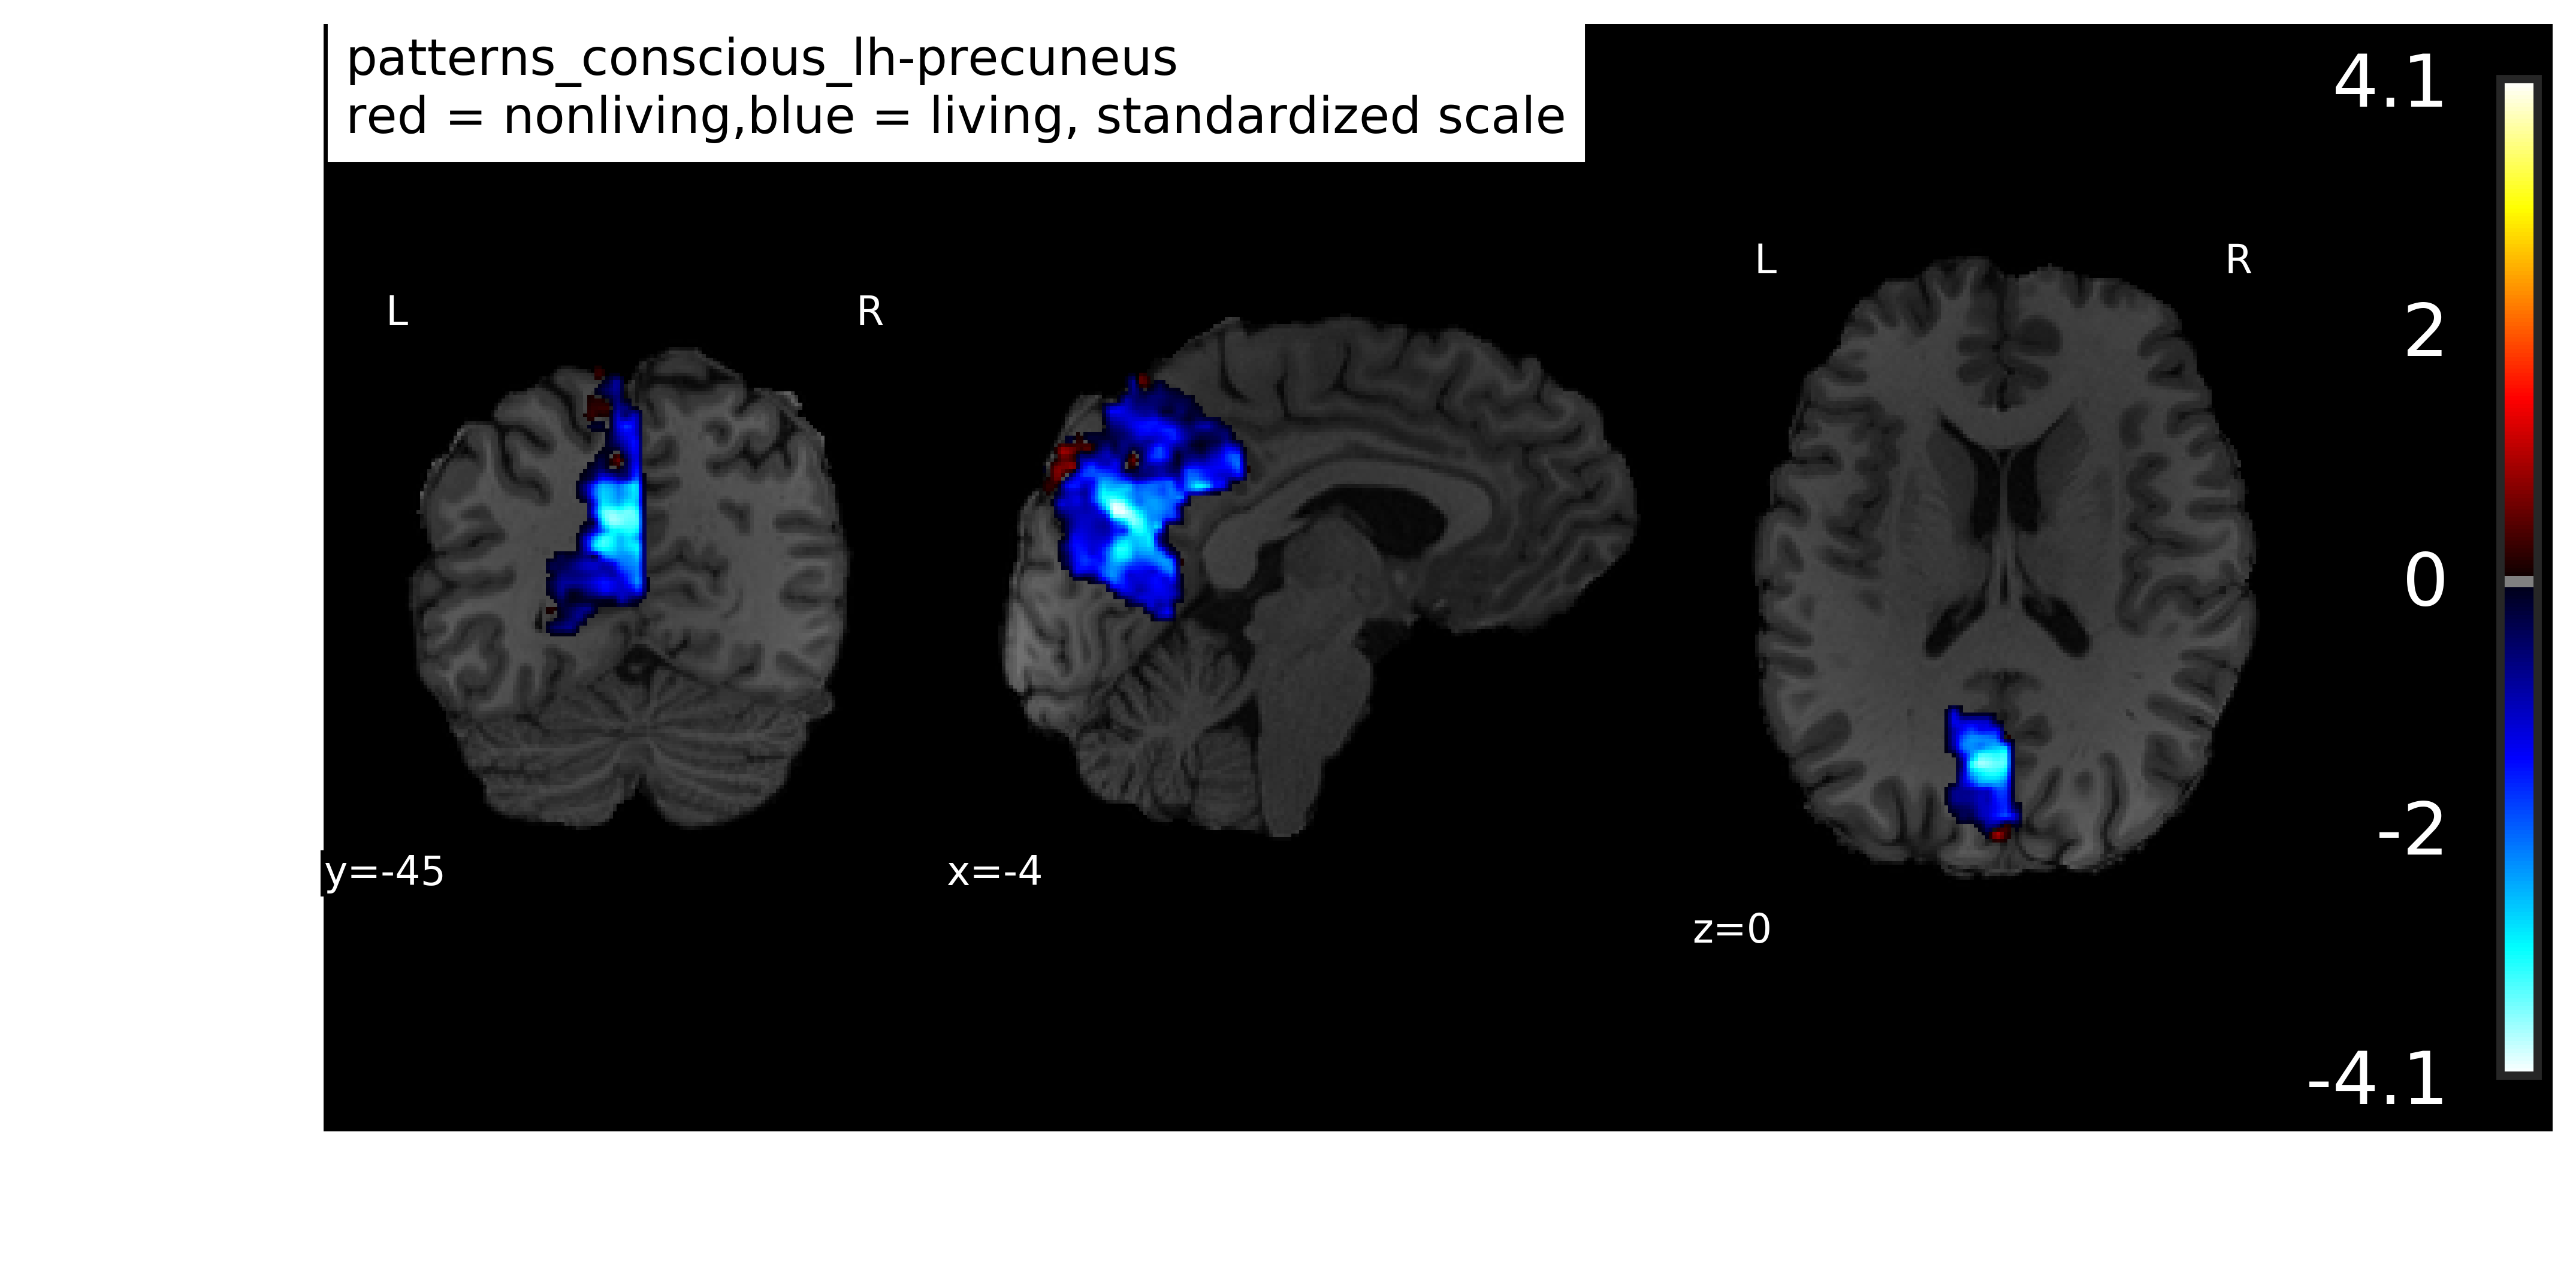 patterns_conscious_lh-precuneus
red = nonliving,blue = living, standardized scale
4.1
2
0
-2
-4.1
L
R
y=-45
x=-4
L
R
z=0